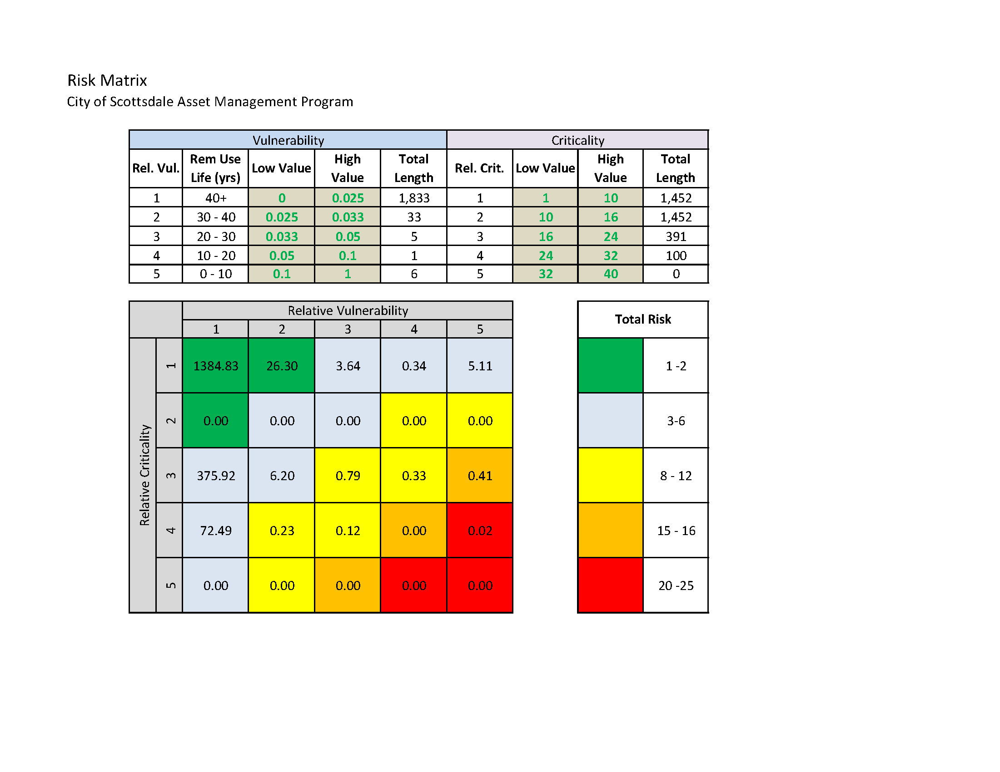 Risk Matrix
City of Scottsdale Asset Management Program
Vulnerability Criticality
Rel. Vul. Rem Use Life (yrs) Low Value High Value Total Length Rel. Crit. Low Value High Value Total Length
1 40+ 0 0.025 1,833 1 1 10 1,452
2 30 - 40 0.025 0.033 33 2 10 16 1,452
3 20 - 30 0.033 0.05 5 3 16 24 391
4 10 - 20 0.05 0.1 1 4 24 32 100
5 0 - 10 0.1 1 6 5 32 40 0
Relative Vulnerability
1 2 3 4 5
Relative Criticality
1 1384.83 26.30 3.64 0.34 5.11
2 0.00 0.00 0.00 0.00 0.00
3 375.92 6.20 0.79 0.33 0.41
4 72.49 0.23 0.12 0.00 0.02
5 0.00 0.00 0.00 0.00 0.00
Total Risk
1 -2
3-6
8 - 12
15 - 16
20 -25